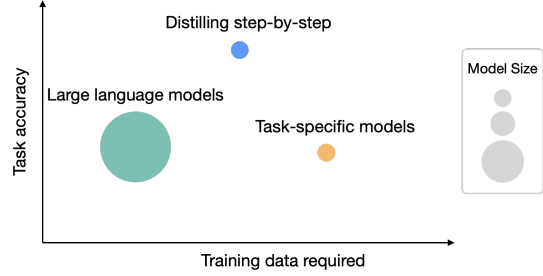 Distilling step-by-step
Large language models
Task-specific models
Task accuracy
Training data required
Model Size